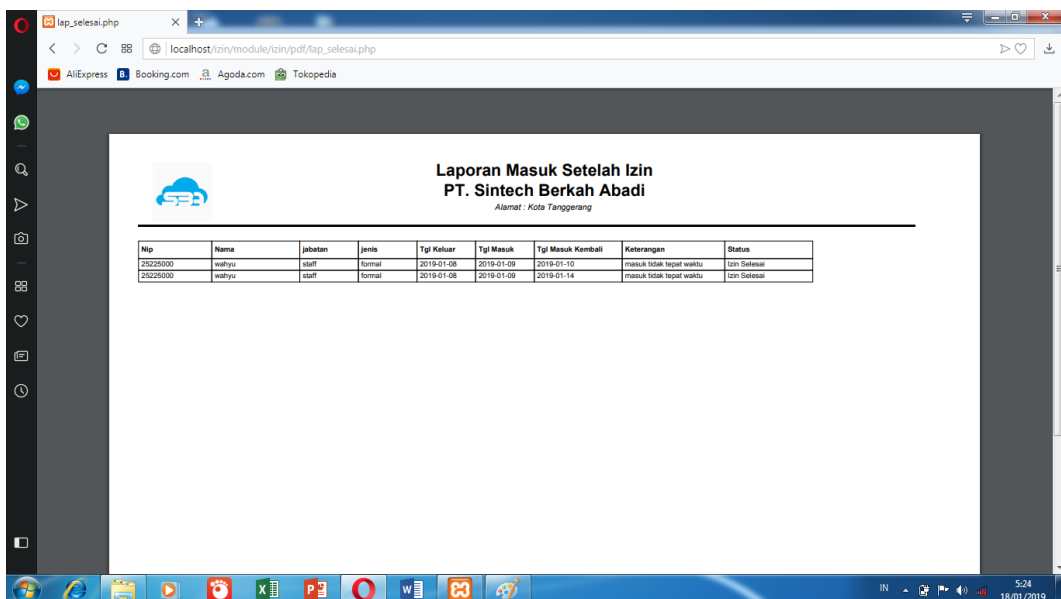 lap_selesai.php
localhost/izin/module/izin/pdf/lap_selesai.php
AliExpress B. Booking.com a Agoda.com Tokopedia
SBA
Laporan Masuk Setelah Izin
PT. Sintech Berkah Abadi
Alamat : Kota Tanggerang
Nip Nama jabatan jenis Tgl Keluar Tgl Masuk Tgl Masuk Kembali Keterangan Status
25225000 wahyu staff formal 2019-01-08 2019-01-09 2019-01-10 masuk tidak tepat waktu Izin Selesai
25225000 wahyu staff formal 2019-01-08 2019-01-09 2019-01-14 masuk tidak tepat waktu Izin Selesai
IN 5:24
18/01/2019